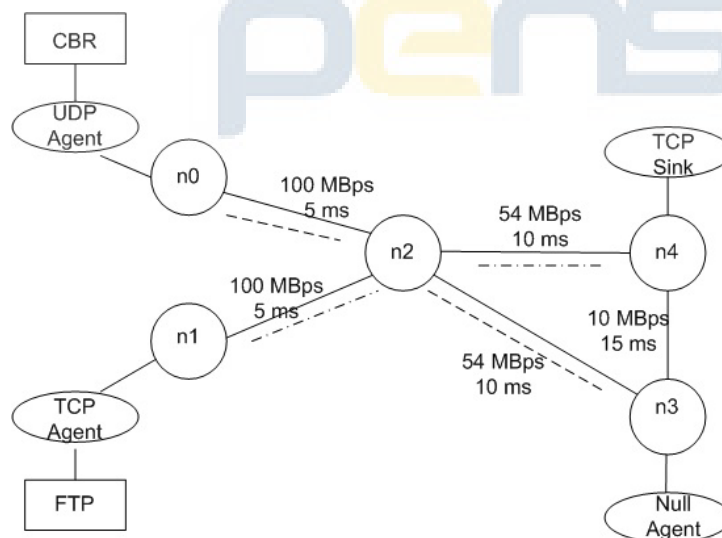 pens
CBR
UDP
Agent
n0
100 MBps
5 ms
TCP
Sink
54 MBps
10 ms
n2
n4
100 MBps
5 ms
n1
10 MBps
15 ms
54 MBps
10 ms
n3
TCP
Agent
FTP
Null
Agent